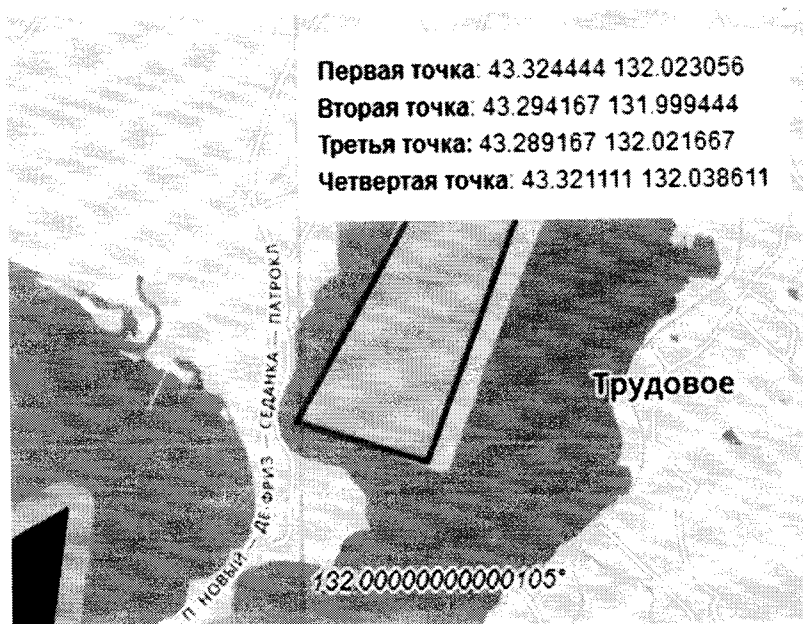 Первая точка: 43.324444 132.023056
Вторая точка: 43.294167 131.999444
Третья точка: 43.289167 132.021667
Четвертая точка: 43.321111 132.038611
Трудовое
П НОВЫЙ - ДЕ-ФРИЗ - СЕДАНКА - ПАТРОКЛ
132.00000000000105°